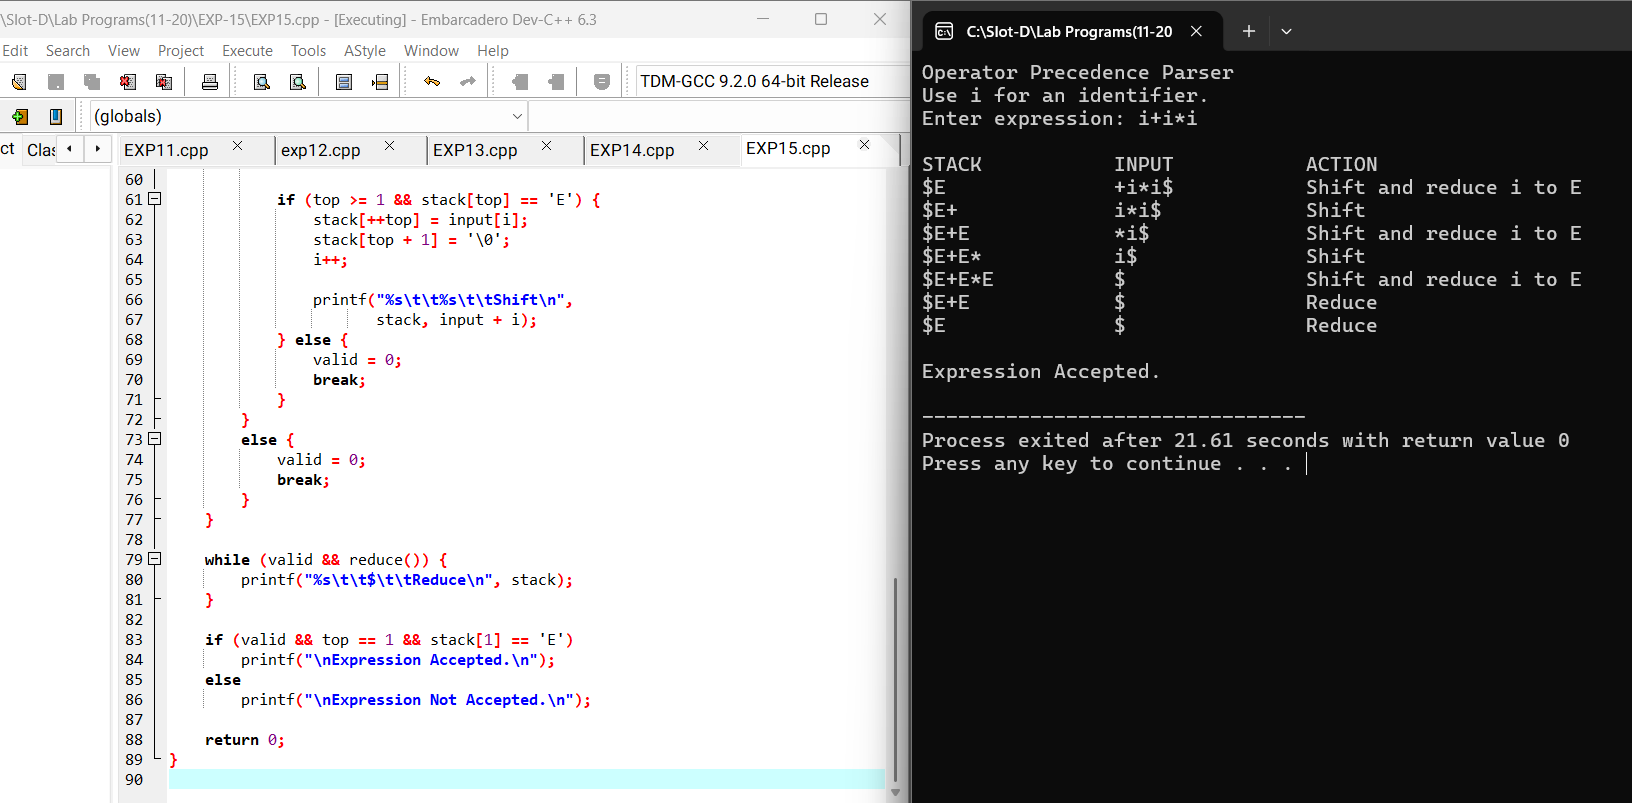 \Slot-D\Lab Programs(11-20)\EXP-15\EXP15.cpp - [Executing] - Embarcadero Dev-C++ 6.3
Edit Search View Project Execute Tools AStyle Window Help
TDM-GCC 9.2.0 64-bit Release
(globals)
ct Clas EXP11.cpp exp12.cpp EXP13.cpp EXP14.cpp EXP15.cpp
60
61 if (top >= 1 && stack[top] == 'E') {
62 stack[++top] = input[i];
63 stack[top + 1] = '\0';
64 i++;
65
66 printf("%s\t\t%s\t\tShift\n",
67 stack, input + i);
68 } else {
69 valid = 0;
70 break;
71 }
72 }
73 else {
74 valid = 0;
75 break;
76 }
77 }
78
79 while (valid && reduce()) {
80 printf("%s\t\t$\t\tReduce\n", stack);
81 }
82
83 if (valid && top == 1 && stack[1] == 'E')
84 printf("\nExpression Accepted.\n");
85 else
86 printf("\nExpression Not Accepted.\n");
87
88 return 0;
89 }
90
C:\Slot-D\Lab Programs(11-20
Operator Precedence Parser
Use i for an identifier.
Enter expression: i+i*i
STACK INPUT ACTION
$E +i*i$ Shift and reduce i to E
$E+ i*i$ Shift
$E+E *i$ Shift and reduce i to E
$E+E* i$ Shift
$E+E*E $ Shift and reduce i to E
$E+E $ Reduce
$E $ Reduce
Expression Accepted.
--------------------------------
Process exited after 21.61 seconds with return value 0
Press any key to continue . . .